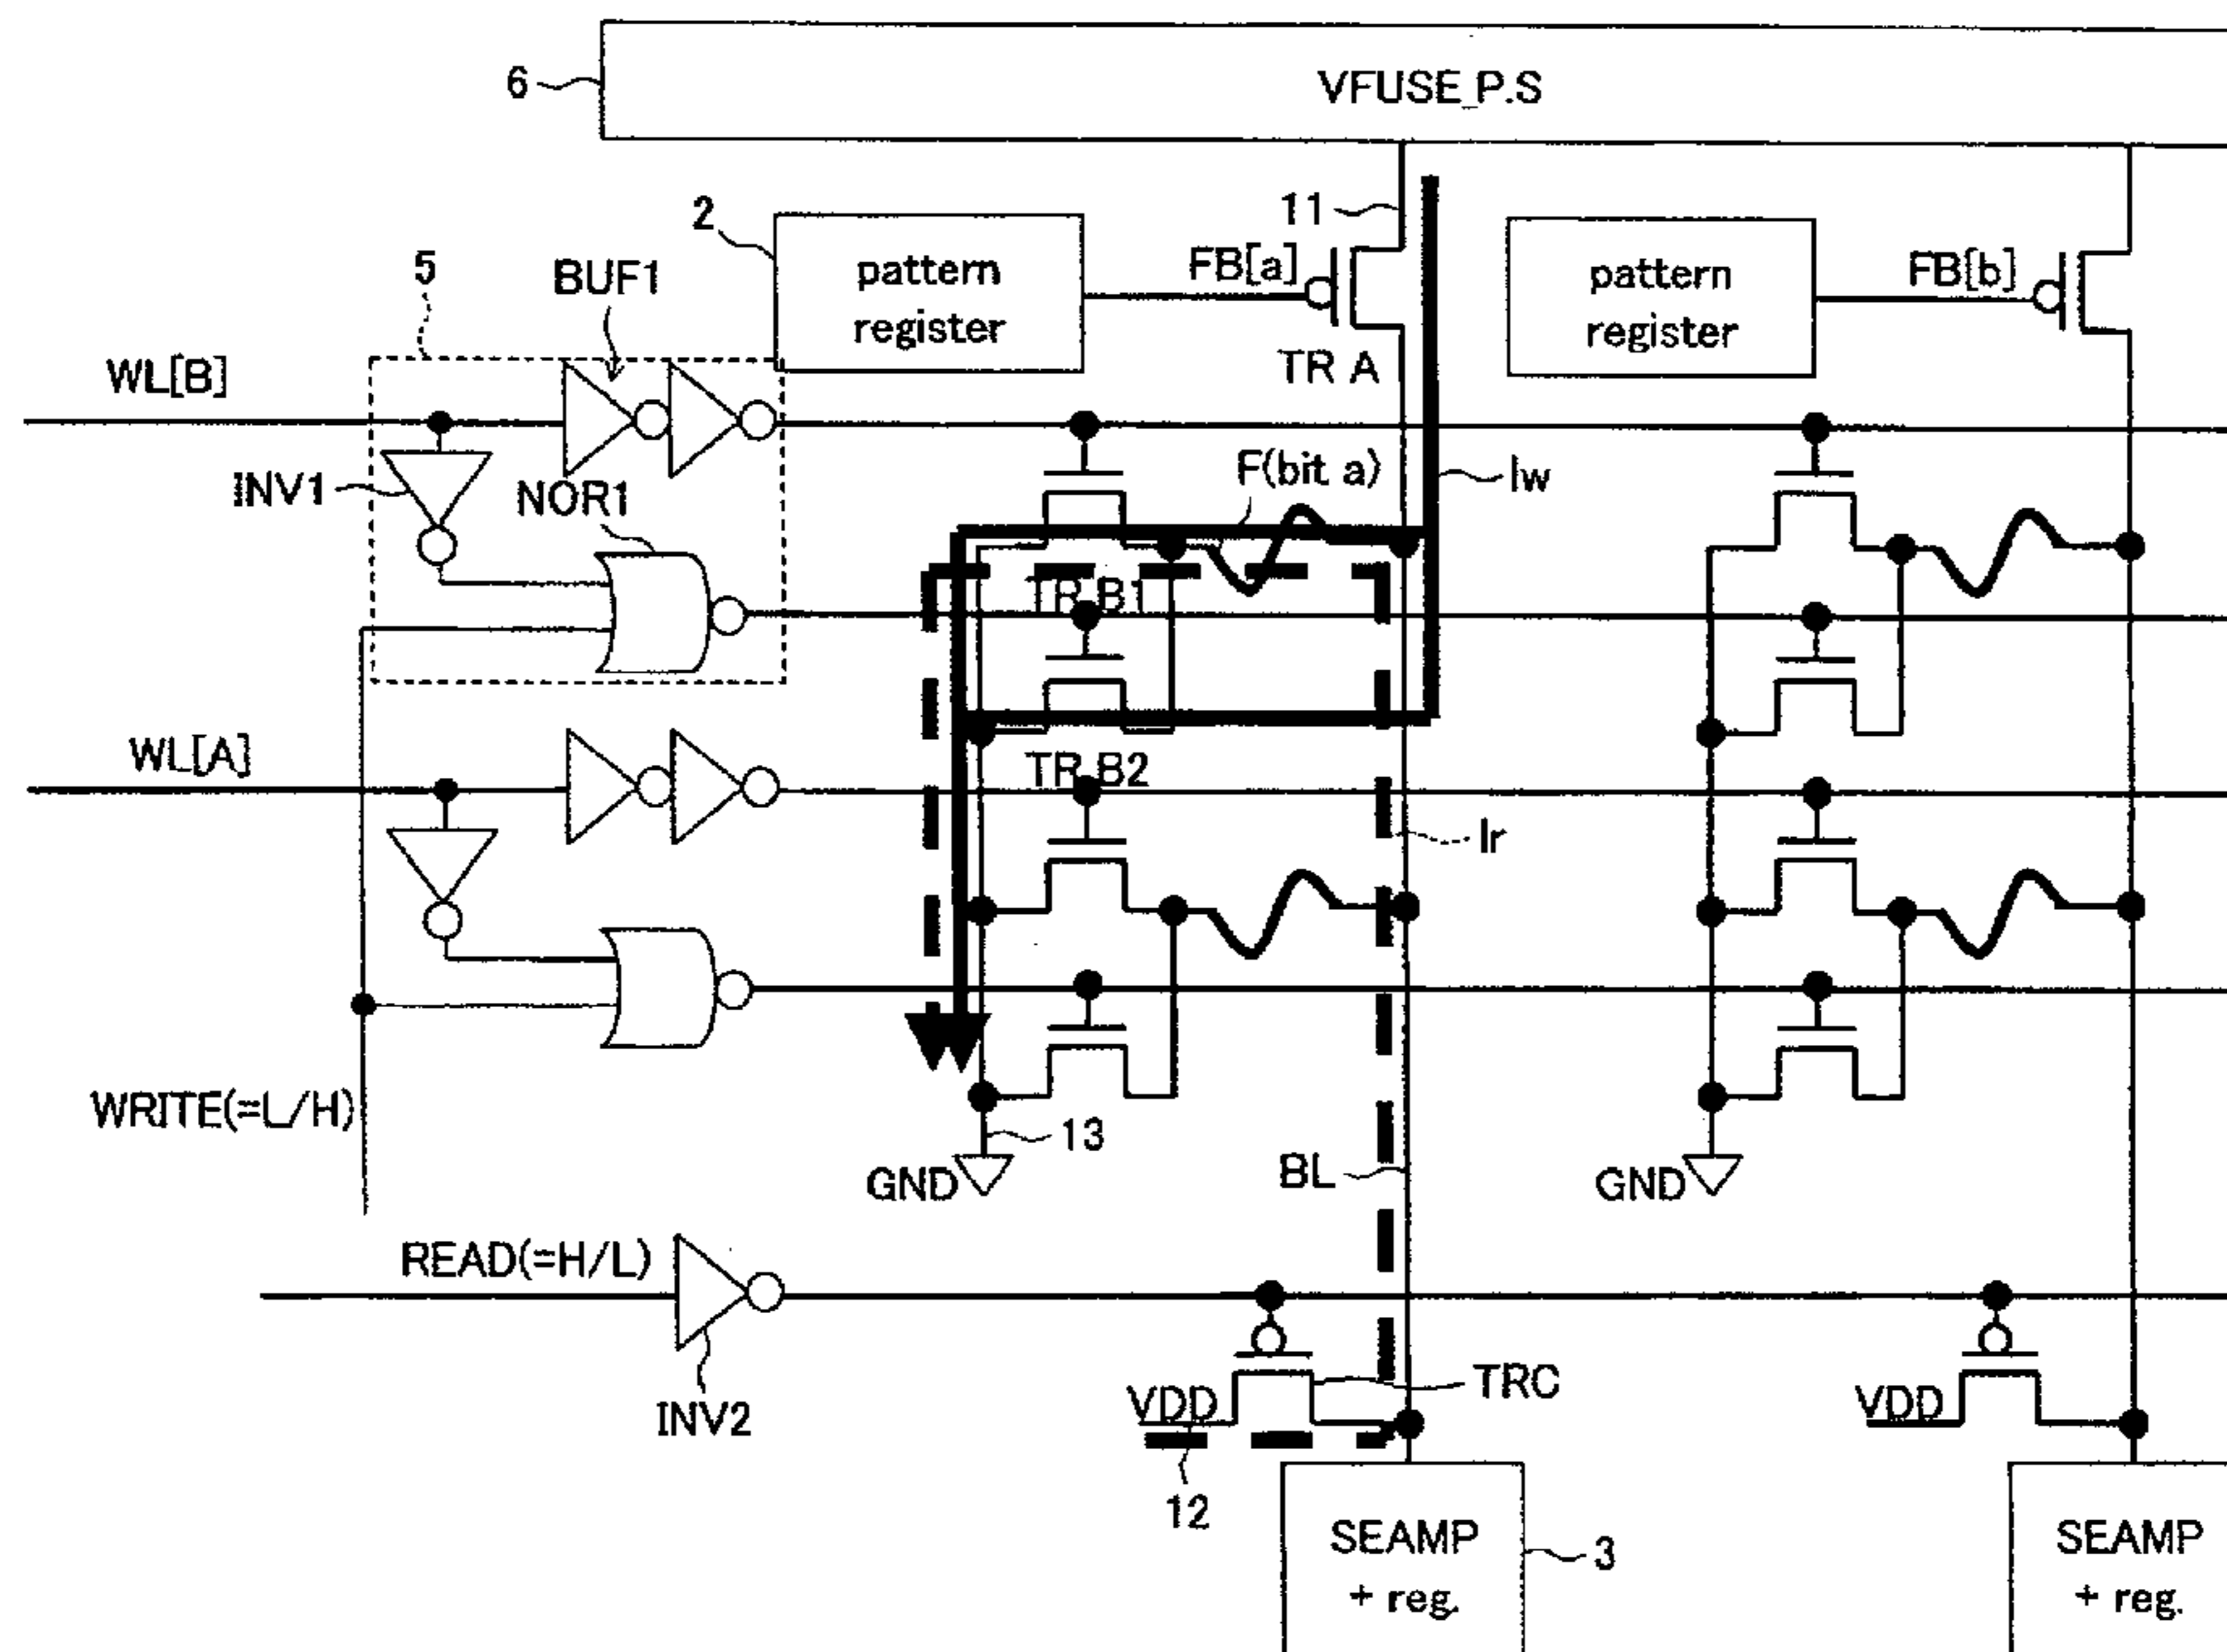 6
VFUSE_P.S
2
11
5
BUF1
pattern
register
FB[a]
pattern
register
FB[b]
TR A
WL[B]
F(bit a)
INV1
NOR1
Iw
TR B1
WL[A]
TR B2
Ir
WRITE(=L/H)
13
GND
BL
GND
READ(=H/L)
TRC
VDD
VDD
INV2
12
SEAMP
+ reg.
3
SEAMP
+ reg.